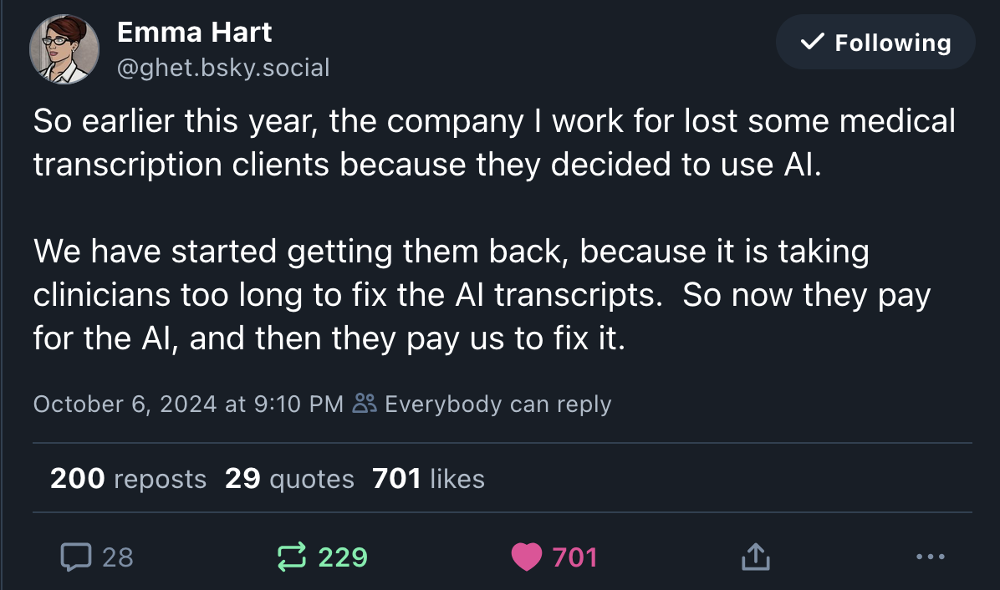 Emma Hart
Following
@ghet.bsky.social
So earlier this year, the company I work for lost some medical
transcription clients because they decided to use AI.
We have started getting them back, because it is taking
clinicians too long to fix the AI transcripts.  So now they pay
for the AI, and then they pay us to fix it.
October 6, 2024 at 9:10 PM Everybody can reply
200 reposts 29 quotes 701 likes
28 229 701